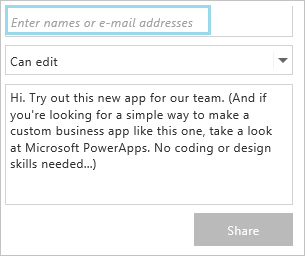 Enter names or e-mail addresses
Can edit
Hi. Try out this new app for our team. (And if
you're looking for a simple way to make a
custom business app like this one, take a look
at Microsoft PowerApps. No coding or design
skills needed...)
Share